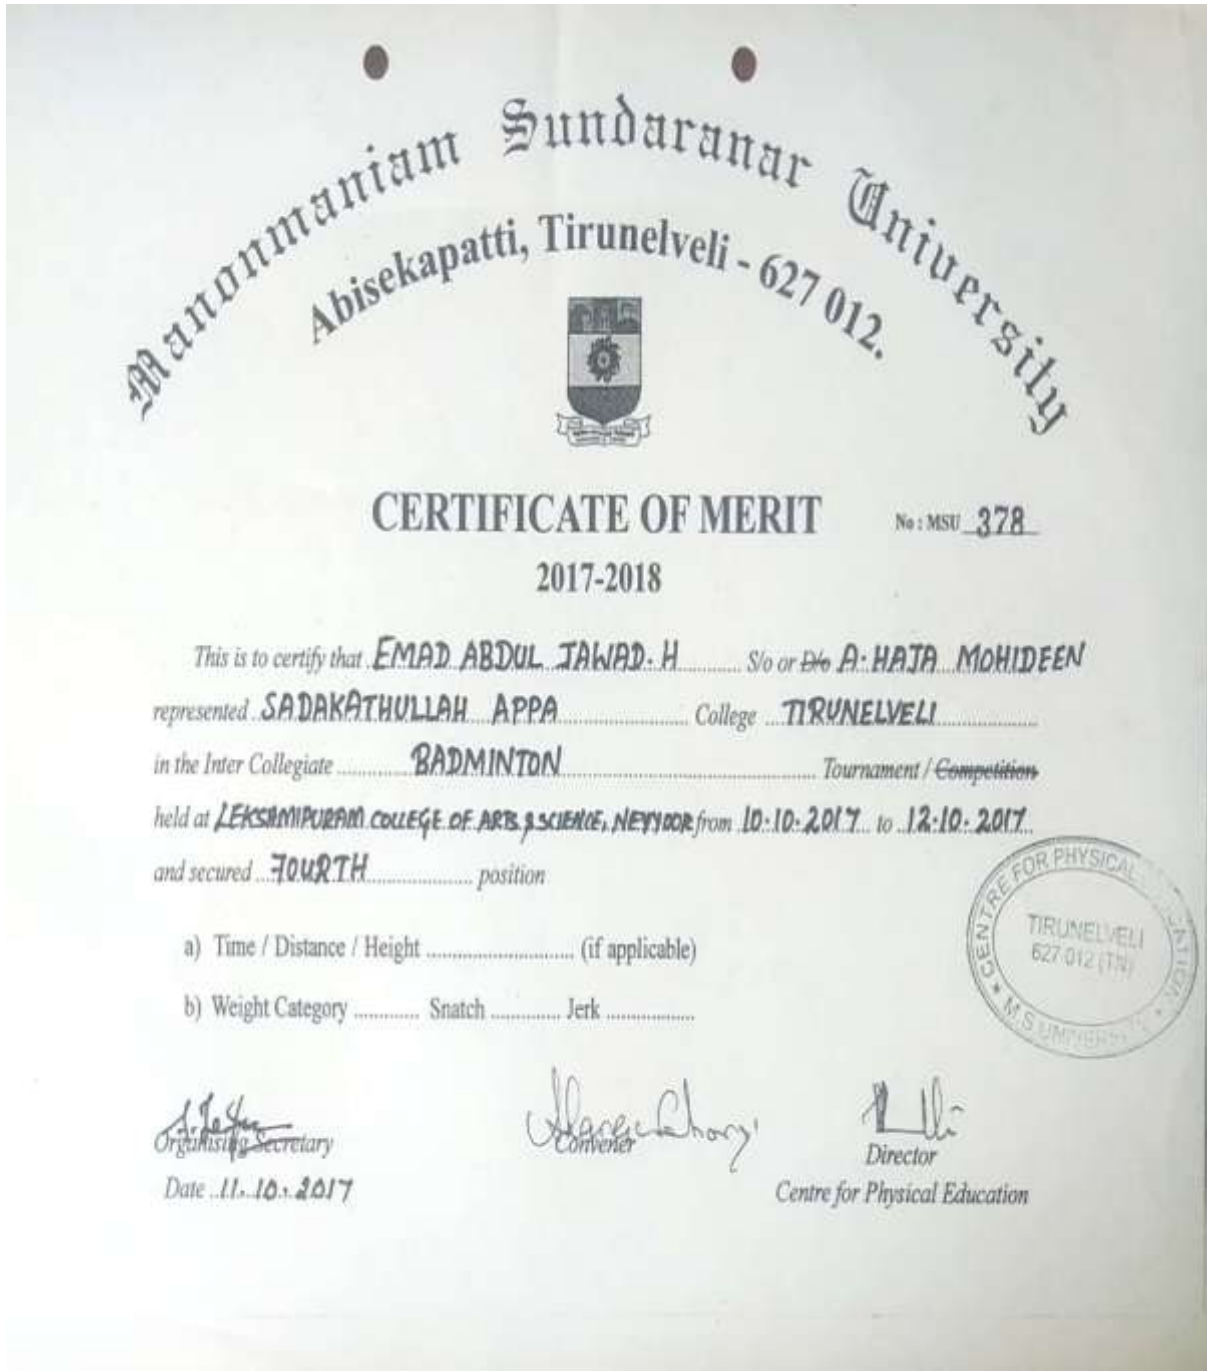 Manonmaniam Sundaranar University
Abisekapatti, Tirunelveli - 627 012.
CERTIFICATE OF MERIT No : MSU 378
2017-2018
This is to certify that EMAD ABDUL JAWAD. H S/o or D/o A. HAJA MOHIDEEN
represented SADAKATHULLAH APPA College TIRUNELVELI
in the Inter Collegiate BADMINTON Tournament / Competition
held at LEKSHMIPURAM COLLEGE OF ARTS & SCIENCE, NEYYOOR from 10.10.2017 to 12.10.2017
and secured FOURTH position
CENTRE FOR PHYSICAL EDUCATION
TIRUNELVELI
627 012 (TN)
M.S UNIVERSITY
a) Time / Distance / Height (if applicable)
b) Weight Category Snatch Jerk
Organising Secretary Convener Director
Date 11.10.2017 Centre for Physical Education